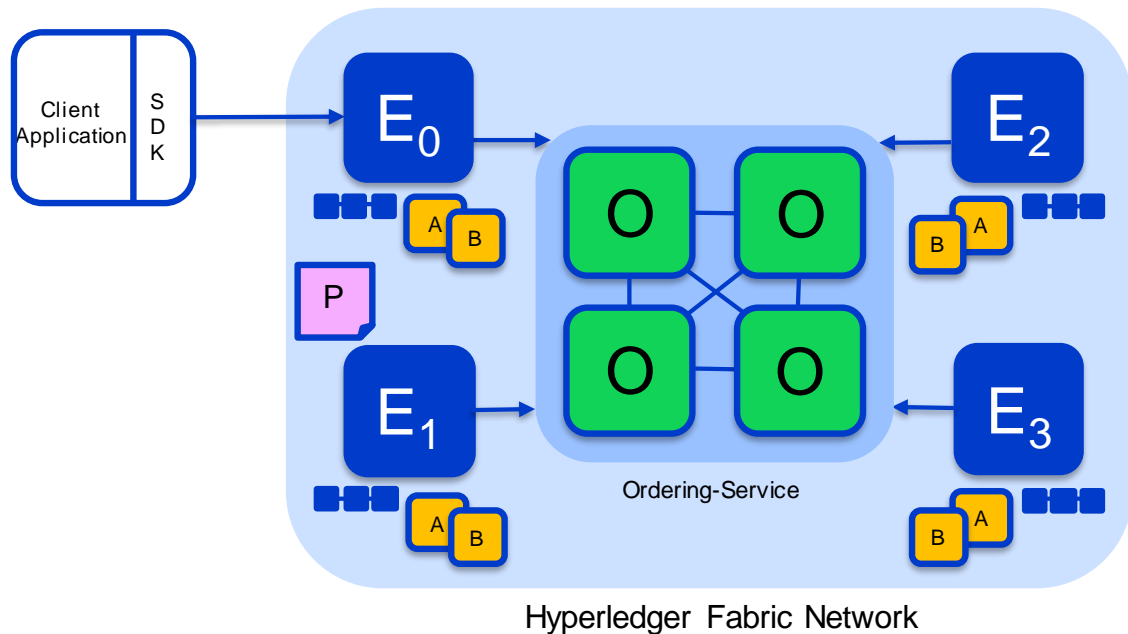 Client
Application
S
D
K
E0
E2
O
O
A
B
A
B
P
O
O
E1
E3
Ordering-Service
A
B
A
B
Hyperledger Fabric Network